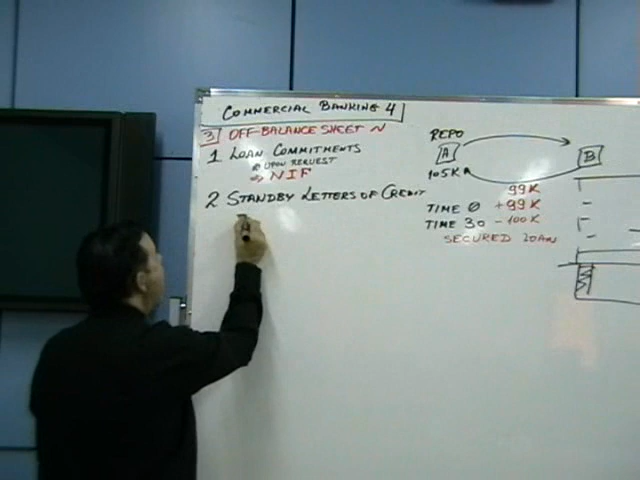 COMMERCIAL BANKING 4
3 OFF-BALANCE SHEET ~
1 LOAN COMMITMENTS
UPON REQUEST
⇒ NIF
2 STANDBY LETTERS OF CREDIT
REPO
A
B
105K
99K
TIME 0 +99K
TIME 30 -100K
SECURED LOAN